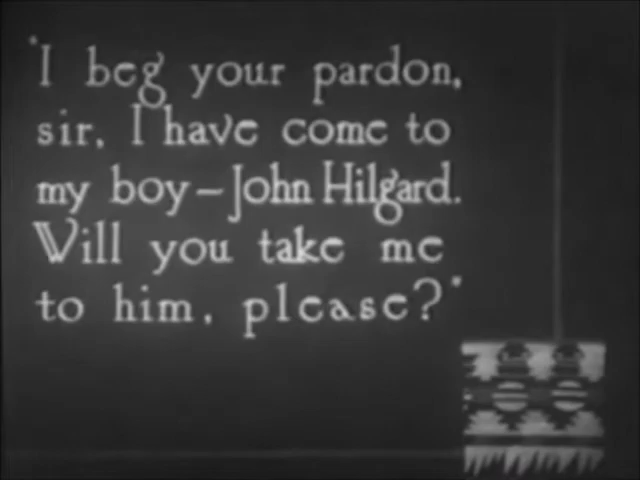 "I beg your pardon,
sir, I have come to
my boy – John Hilgard.
Will you take me
to him, please?"